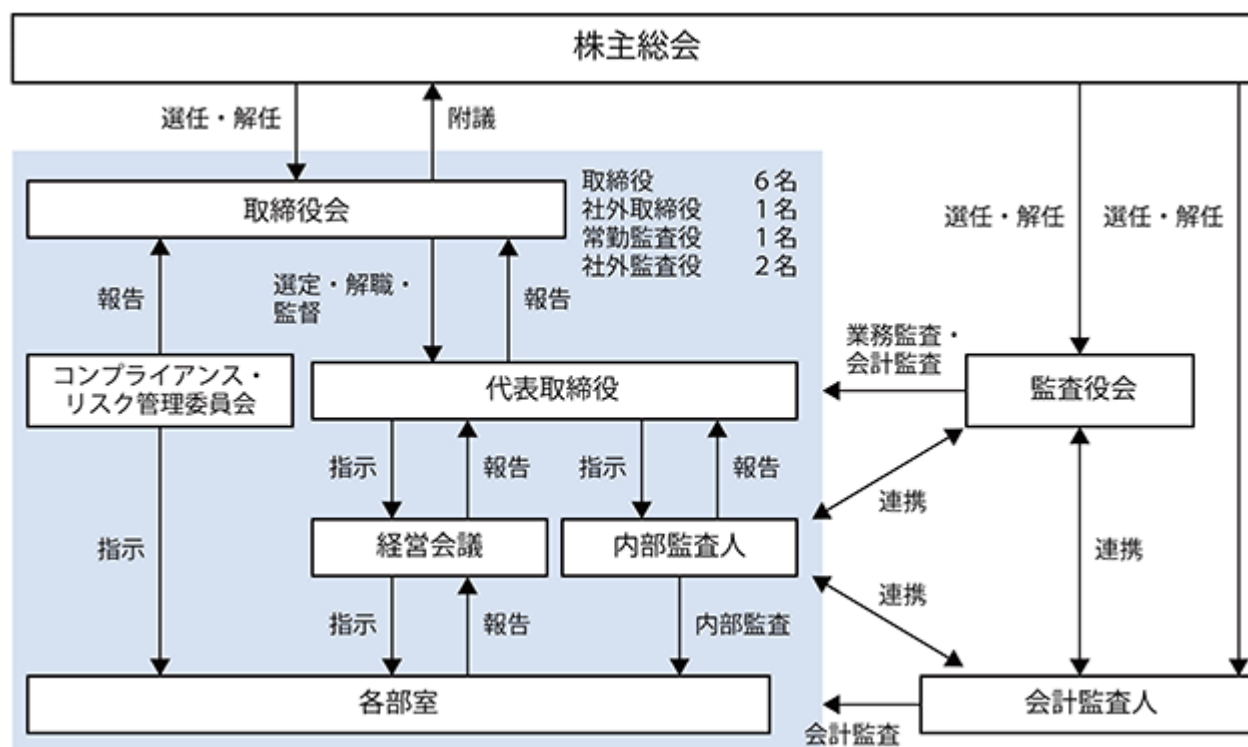 株主総会
選任・解任
附議
取締役会
取締役 6名
社外取締役 1名
常勤監査役 1名
社外監査役 2名
選任・解任
選任・解任
報告
選定・解職・
監督
報告
業務監査・
会計監査
コンプライアンス・
リスク管理委員会
代表取締役
監査役会
指示
報告
指示
報告
連携
指示
経営会議
内部監査人
連携
指示
報告
内部監査
連携
各部室
会計監査人
会計監査